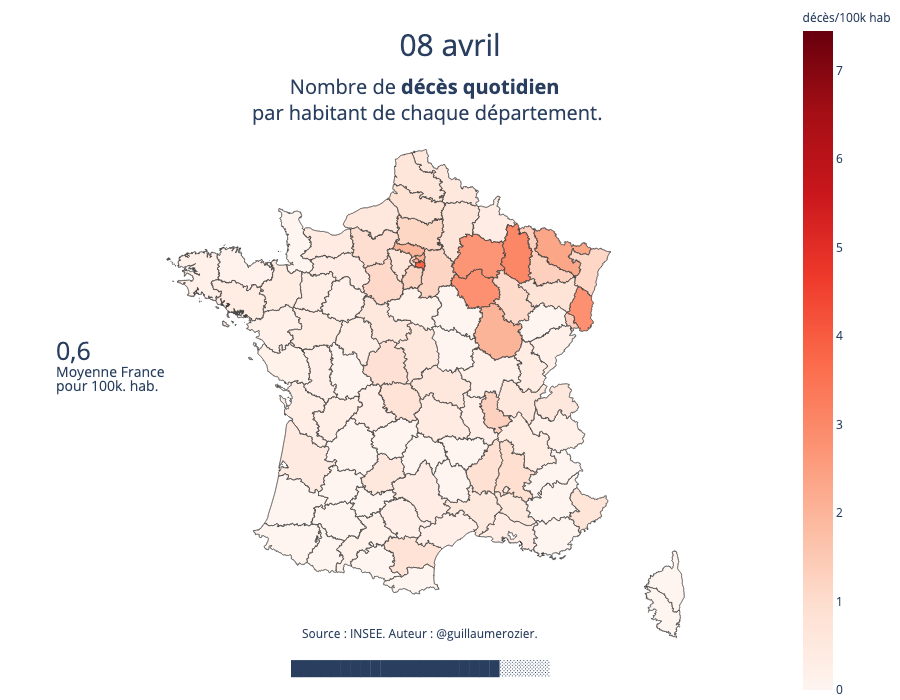 décès/100k hab
08 avril
Nombre de décès quotidien
par habitant de chaque département.
7
6
5
4
3
2
1
0
0,6
Moyenne France
pour 100k. hab.
Source : INSEE. Auteur : @guillaumerozier.